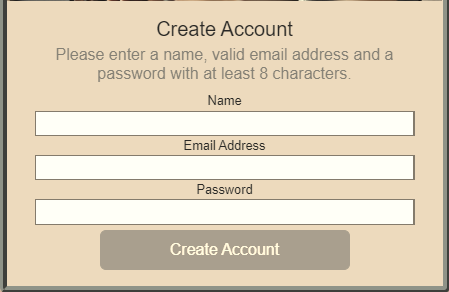 Create Account
Please enter a name, valid email address and a
password with at least 8 characters.
Name
Email Address
Password
Create Account